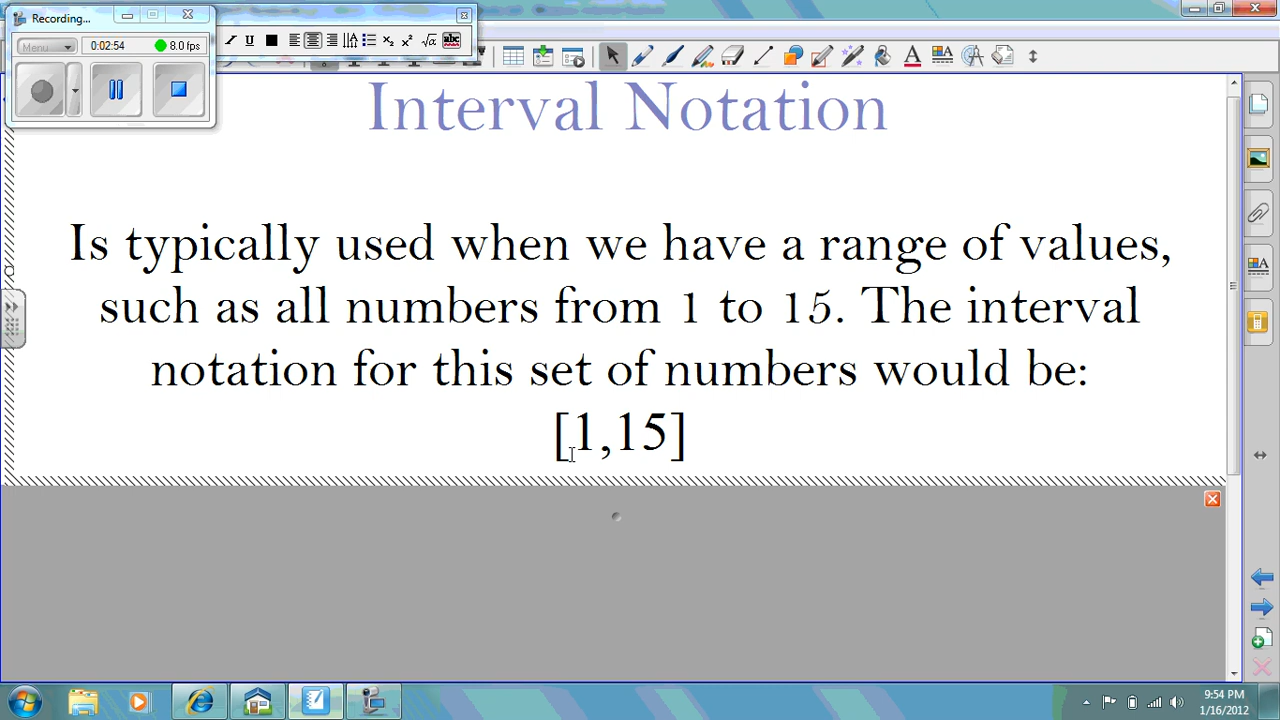 Recording...
Menu
0:02:54
8.0 fps
Interval Notation
Is typically used when we have a range of values,
such as all numbers from 1 to 15. The interval
notation for this set of numbers would be:
[1,15]
9:54 PM
1/16/2012